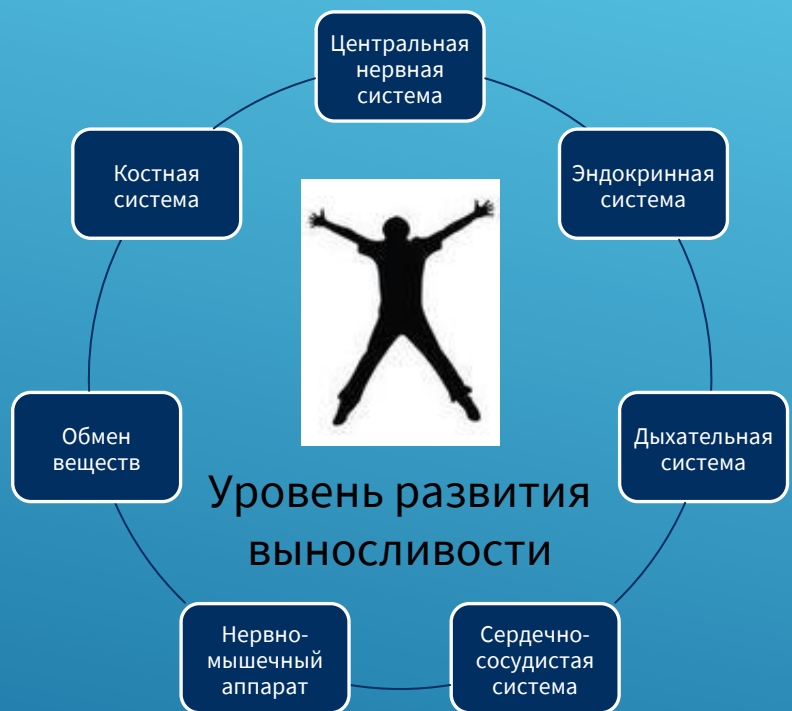 Центральная
нервная
система
Костная
система
Эндокринная
система
Обмен
веществ
Дыхательная
система
Уровень развития
выносливости
Нервно-
мышечный
аппарат
Сердечно-
сосудистая
система